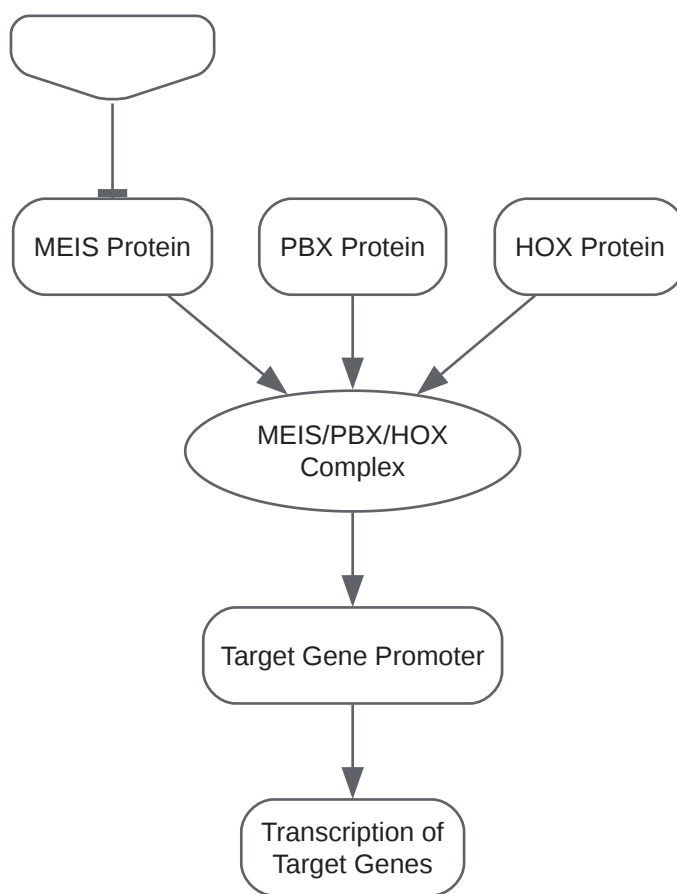 MEIS Protein
PBX Protein
HOX Protein
MEIS/PBX/HOX
Complex
Target Gene Promoter
Transcription of
Target Genes